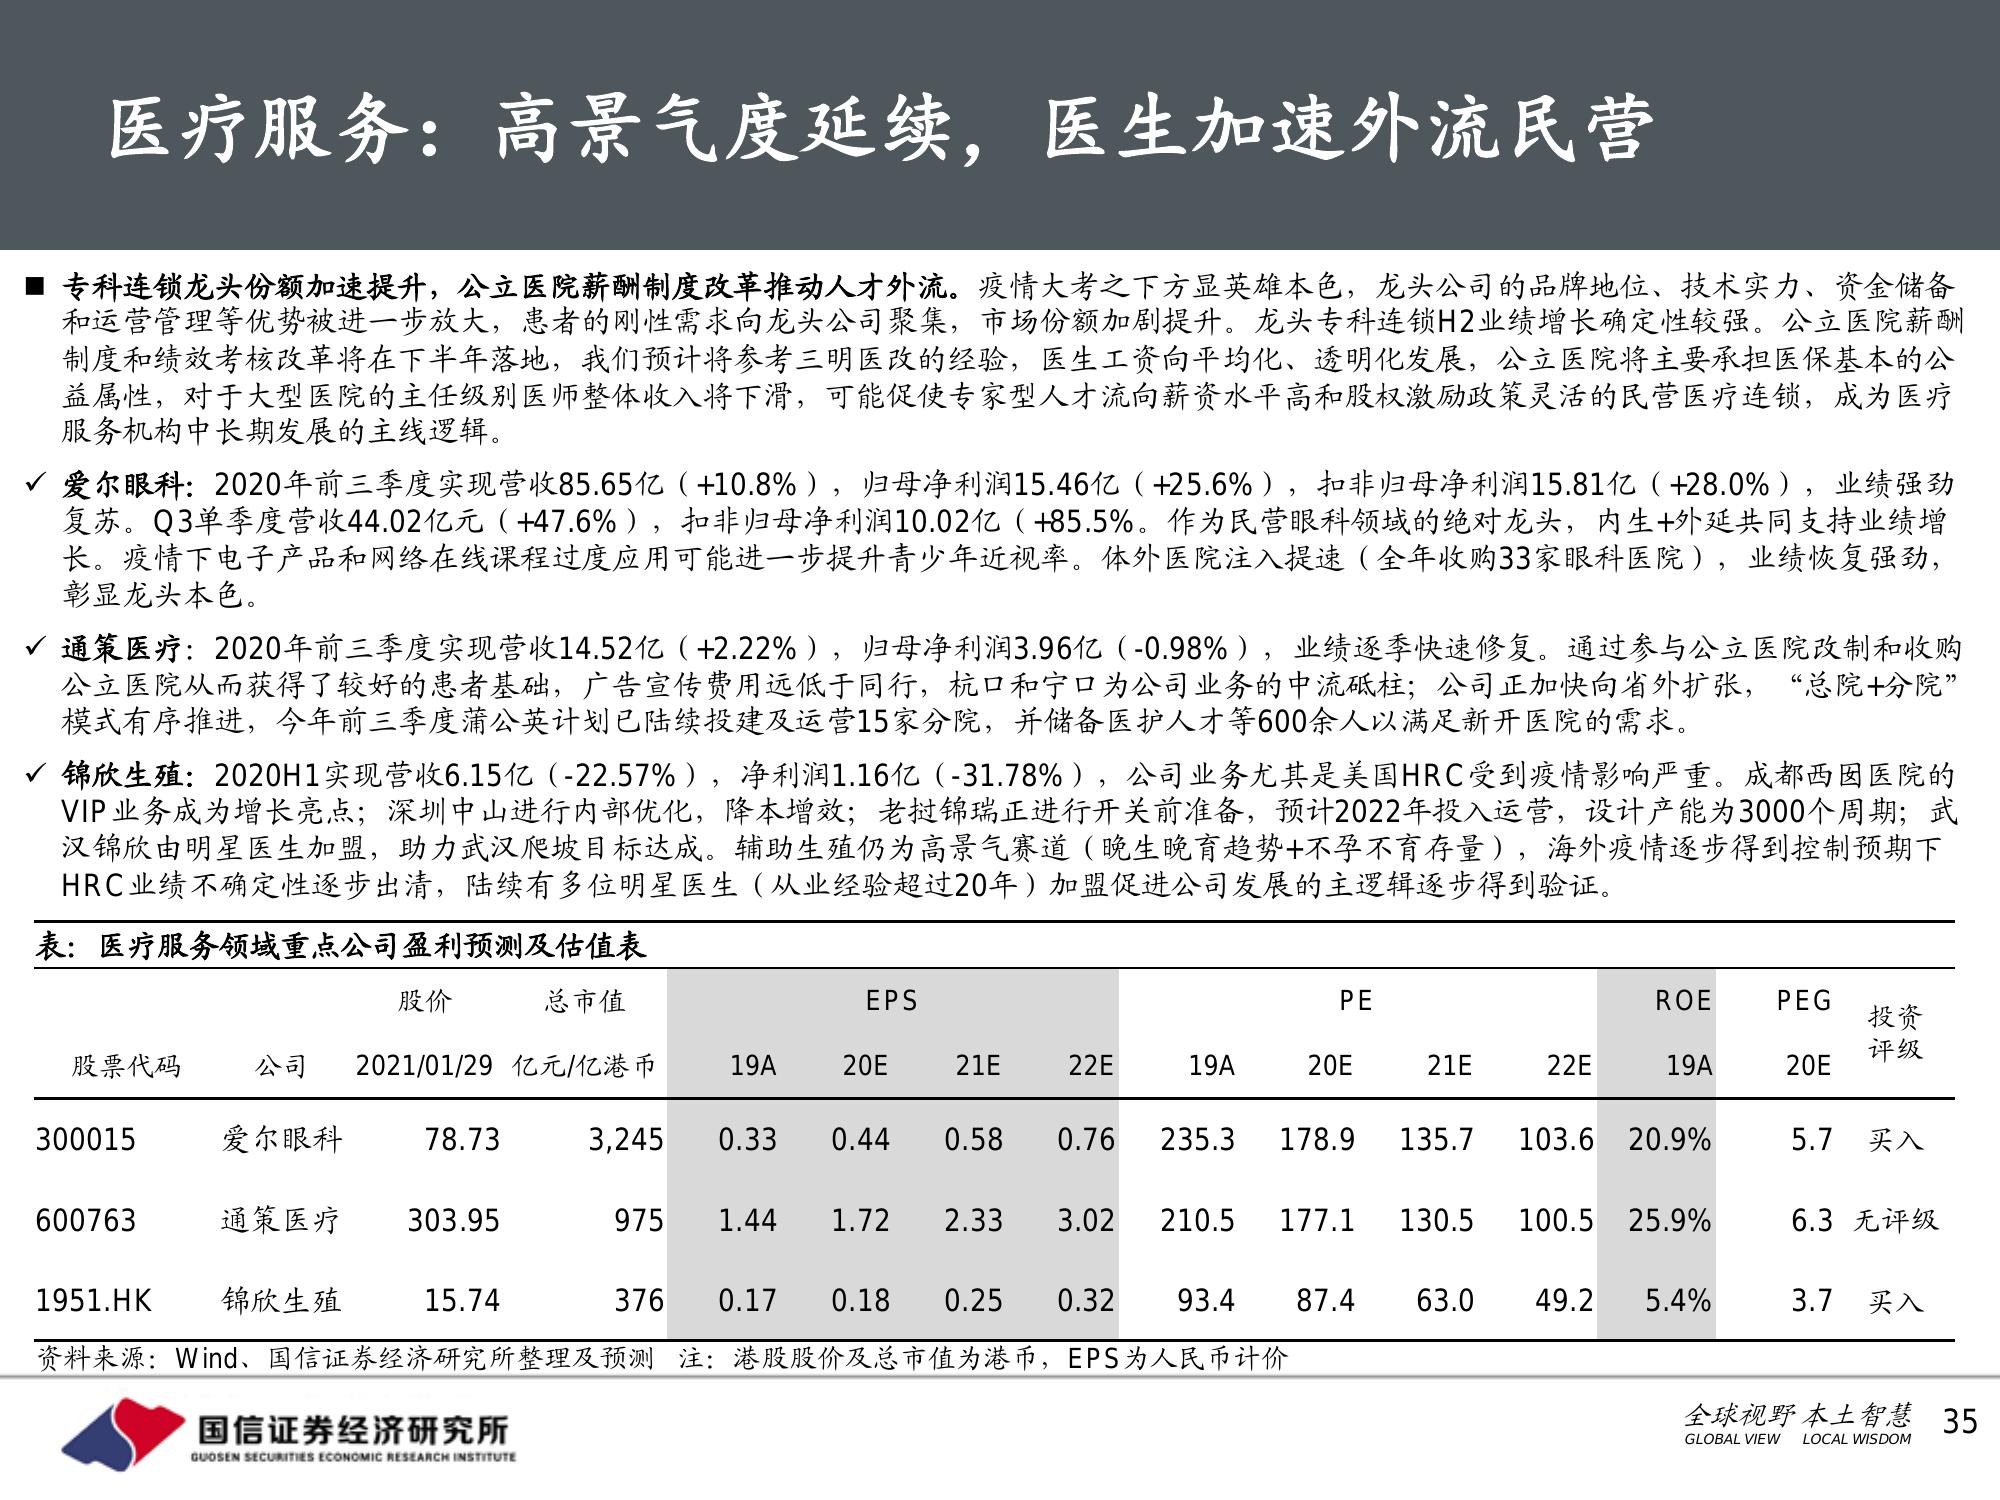 医疗服务：高景气度延续，医生加速外流民营
■ 专科连锁龙头份额加速提升，公立医院薪酬制度改革推动人才外流。疫情大考之下方显英雄本色，龙头公司的品牌地位、技术实力、资金储备
和运营管理等优势被进一步放大，患者的刚性需求向龙头公司聚集，市场份额加剧提升。龙头专科连锁H2业绩增长确定性较强。公立医院薪酬
制度和绩效考核改革将在下半年落地，我们预计将参考三明医改的经验，医生工资向平均化、透明化发展，公立医院将主要承担医保基本的公
益属性，对于大型医院的主任级别医师整体收入将下滑，可能促使专家型人才流向薪资水平高和股权激励政策灵活的民营医疗连锁，成为医疗
服务机构中长期发展的主线逻辑。
✓ 爱尔眼科：2020年前三季度实现营收85.65亿（+10.8%），归母净利润15.46亿（+25.6%），扣非归母净利润15.81亿（+28.0%），业绩强劲
复苏。Q3单季度营收44.02亿元（+47.6%），扣非归母净利润10.02亿（+85.5%。作为民营眼科领域的绝对龙头，内生+外延共同支持业绩增
长。疫情下电子产品和网络在线课程过度应用可能进一步提升青少年近视率。体外医院注入提速（全年收购33家眼科医院），业绩恢复强劲，
彰显龙头本色。
✓ 通策医疗：2020年前三季度实现营收14.52亿（+2.22%），归母净利润3.96亿（-0.98%），业绩逐季快速修复。通过参与公立医院改制和收购
公立医院从而获得了较好的患者基础，广告宣传费用远低于同行，杭口和宁口为公司业务的中流砥柱；公司正加快向省外扩张，“总院+分院”
模式有序推进，今年前三季度蒲公英计划已陆续投建及运营15家分院，并储备医护人才等600余人以满足新开医院的需求。
✓ 锦欣生殖：2020H1实现营收6.15亿（-22.57%），净利润1.16亿（-31.78%），公司业务尤其是美国HRC受到疫情影响严重。成都西囡医院的
VIP业务成为增长亮点；深圳中山进行内部优化，降本增效；老挝锦瑞正进行开关前准备，预计2022年投入运营，设计产能为3000个周期；武
汉锦欣由明星医生加盟，助力武汉爬坡目标达成。辅助生殖仍为高景气赛道（晚生晚育趋势+不孕不育存量），海外疫情逐步得到控制预期下
HRC业绩不确定性逐步出清，陆续有多位明星医生（从业经验超过20年）加盟促进公司发展的主逻辑逐步得到验证。
表：医疗服务领域重点公司盈利预测及估值表
股价 总市值 EPS PE ROE PEG 投资评级
股票代码 公司 2021/01/29 亿元/亿港币 19A 20E 21E 22E 19A 20E 21E 22E 19A 20E
300015 爱尔眼科 78.73 3,245 0.33 0.44 0.58 0.76 235.3 178.9 135.7 103.6 20.9% 5.7 买入
600763 通策医疗 303.95 975 1.44 1.72 2.33 3.02 210.5 177.1 130.5 100.5 25.9% 6.3 无评级
1951.HK 锦欣生殖 15.74 376 0.17 0.18 0.25 0.32 93.4 87.4 63.0 49.2 5.4% 3.7 买入
资料来源：Wind、国信证券经济研究所整理及预测 注：港股股价及总市值为港币，EPS为人民币计价
国信证券经济研究所
GUOSEN SECURITIES ECONOMIC RESEARCH INSTITUTE
全球视野 本土智慧
GLOBAL VIEW LOCAL WISDOM
35